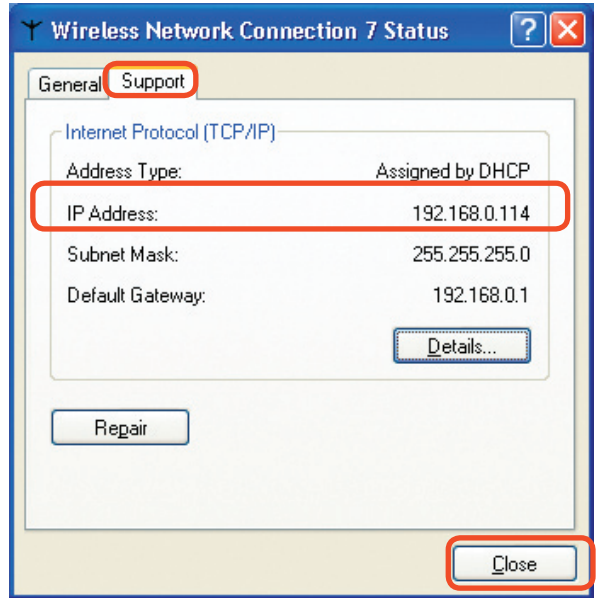 Wireless Network Connection 7 Status
?
X
General Support
Internet Protocol (TCP/IP)
Address Type: Assigned by DHCP
IP Address: 192.168.0.114
Subnet Mask: 255.255.255.0
Default Gateway: 192.168.0.1
Details...
Repair
Close